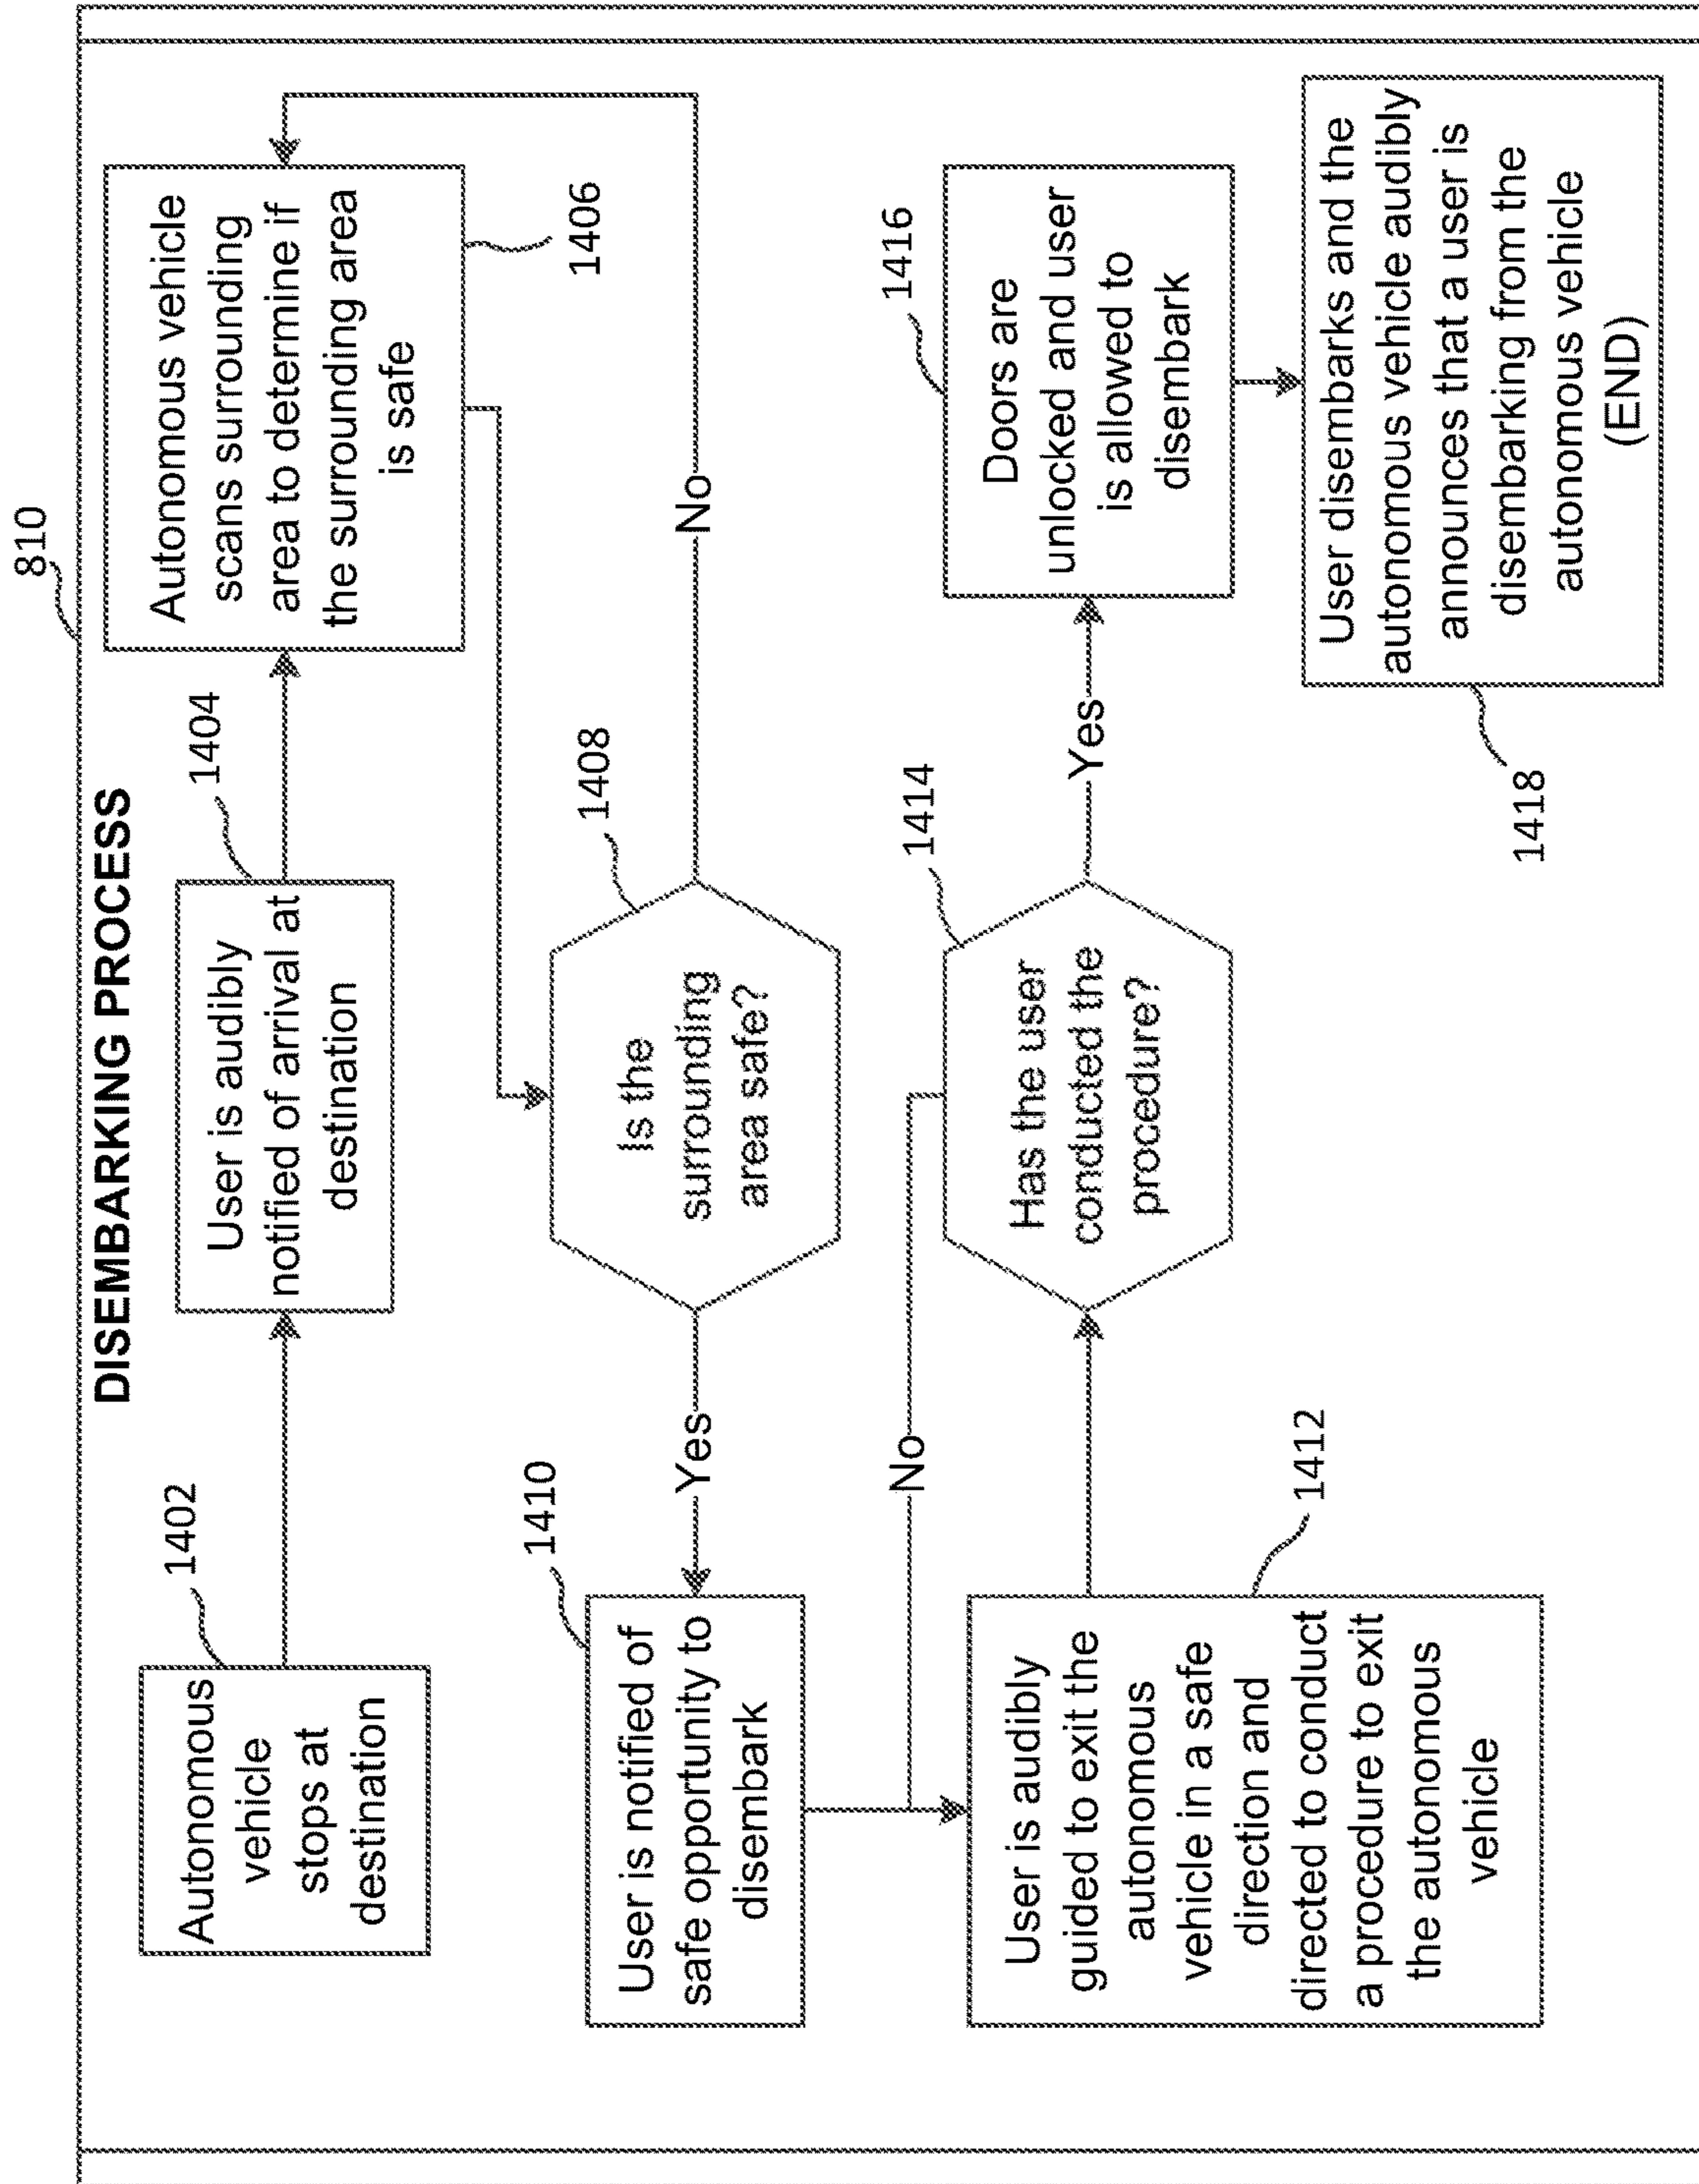 810
DISEMBARKING PROCESS
1402
Autonomous
vehicle
stops at
destination
1404
User is audibly
notified of arrival at
destination
Autonomous vehicle
scans surrounding
area to determine if
the surrounding area
is safe
1406
1408
Is the
surrounding
area safe?
No
Yes
1410
User is notified of
safe opportunity to
disembark
No
User is audibly
guided to exit the
autonomous
vehicle in a safe
direction and
directed to conduct
a procedure to exit
the autonomous
vehicle
1412
1414
Has the user
conducted the
procedure?
Yes
1416
Doors are
unlocked and user
is allowed to
disembark
User disembarks and the
autonomous vehicle audibly
announces that a user is
disembarking from the
autonomous vehicle
(END)
1418